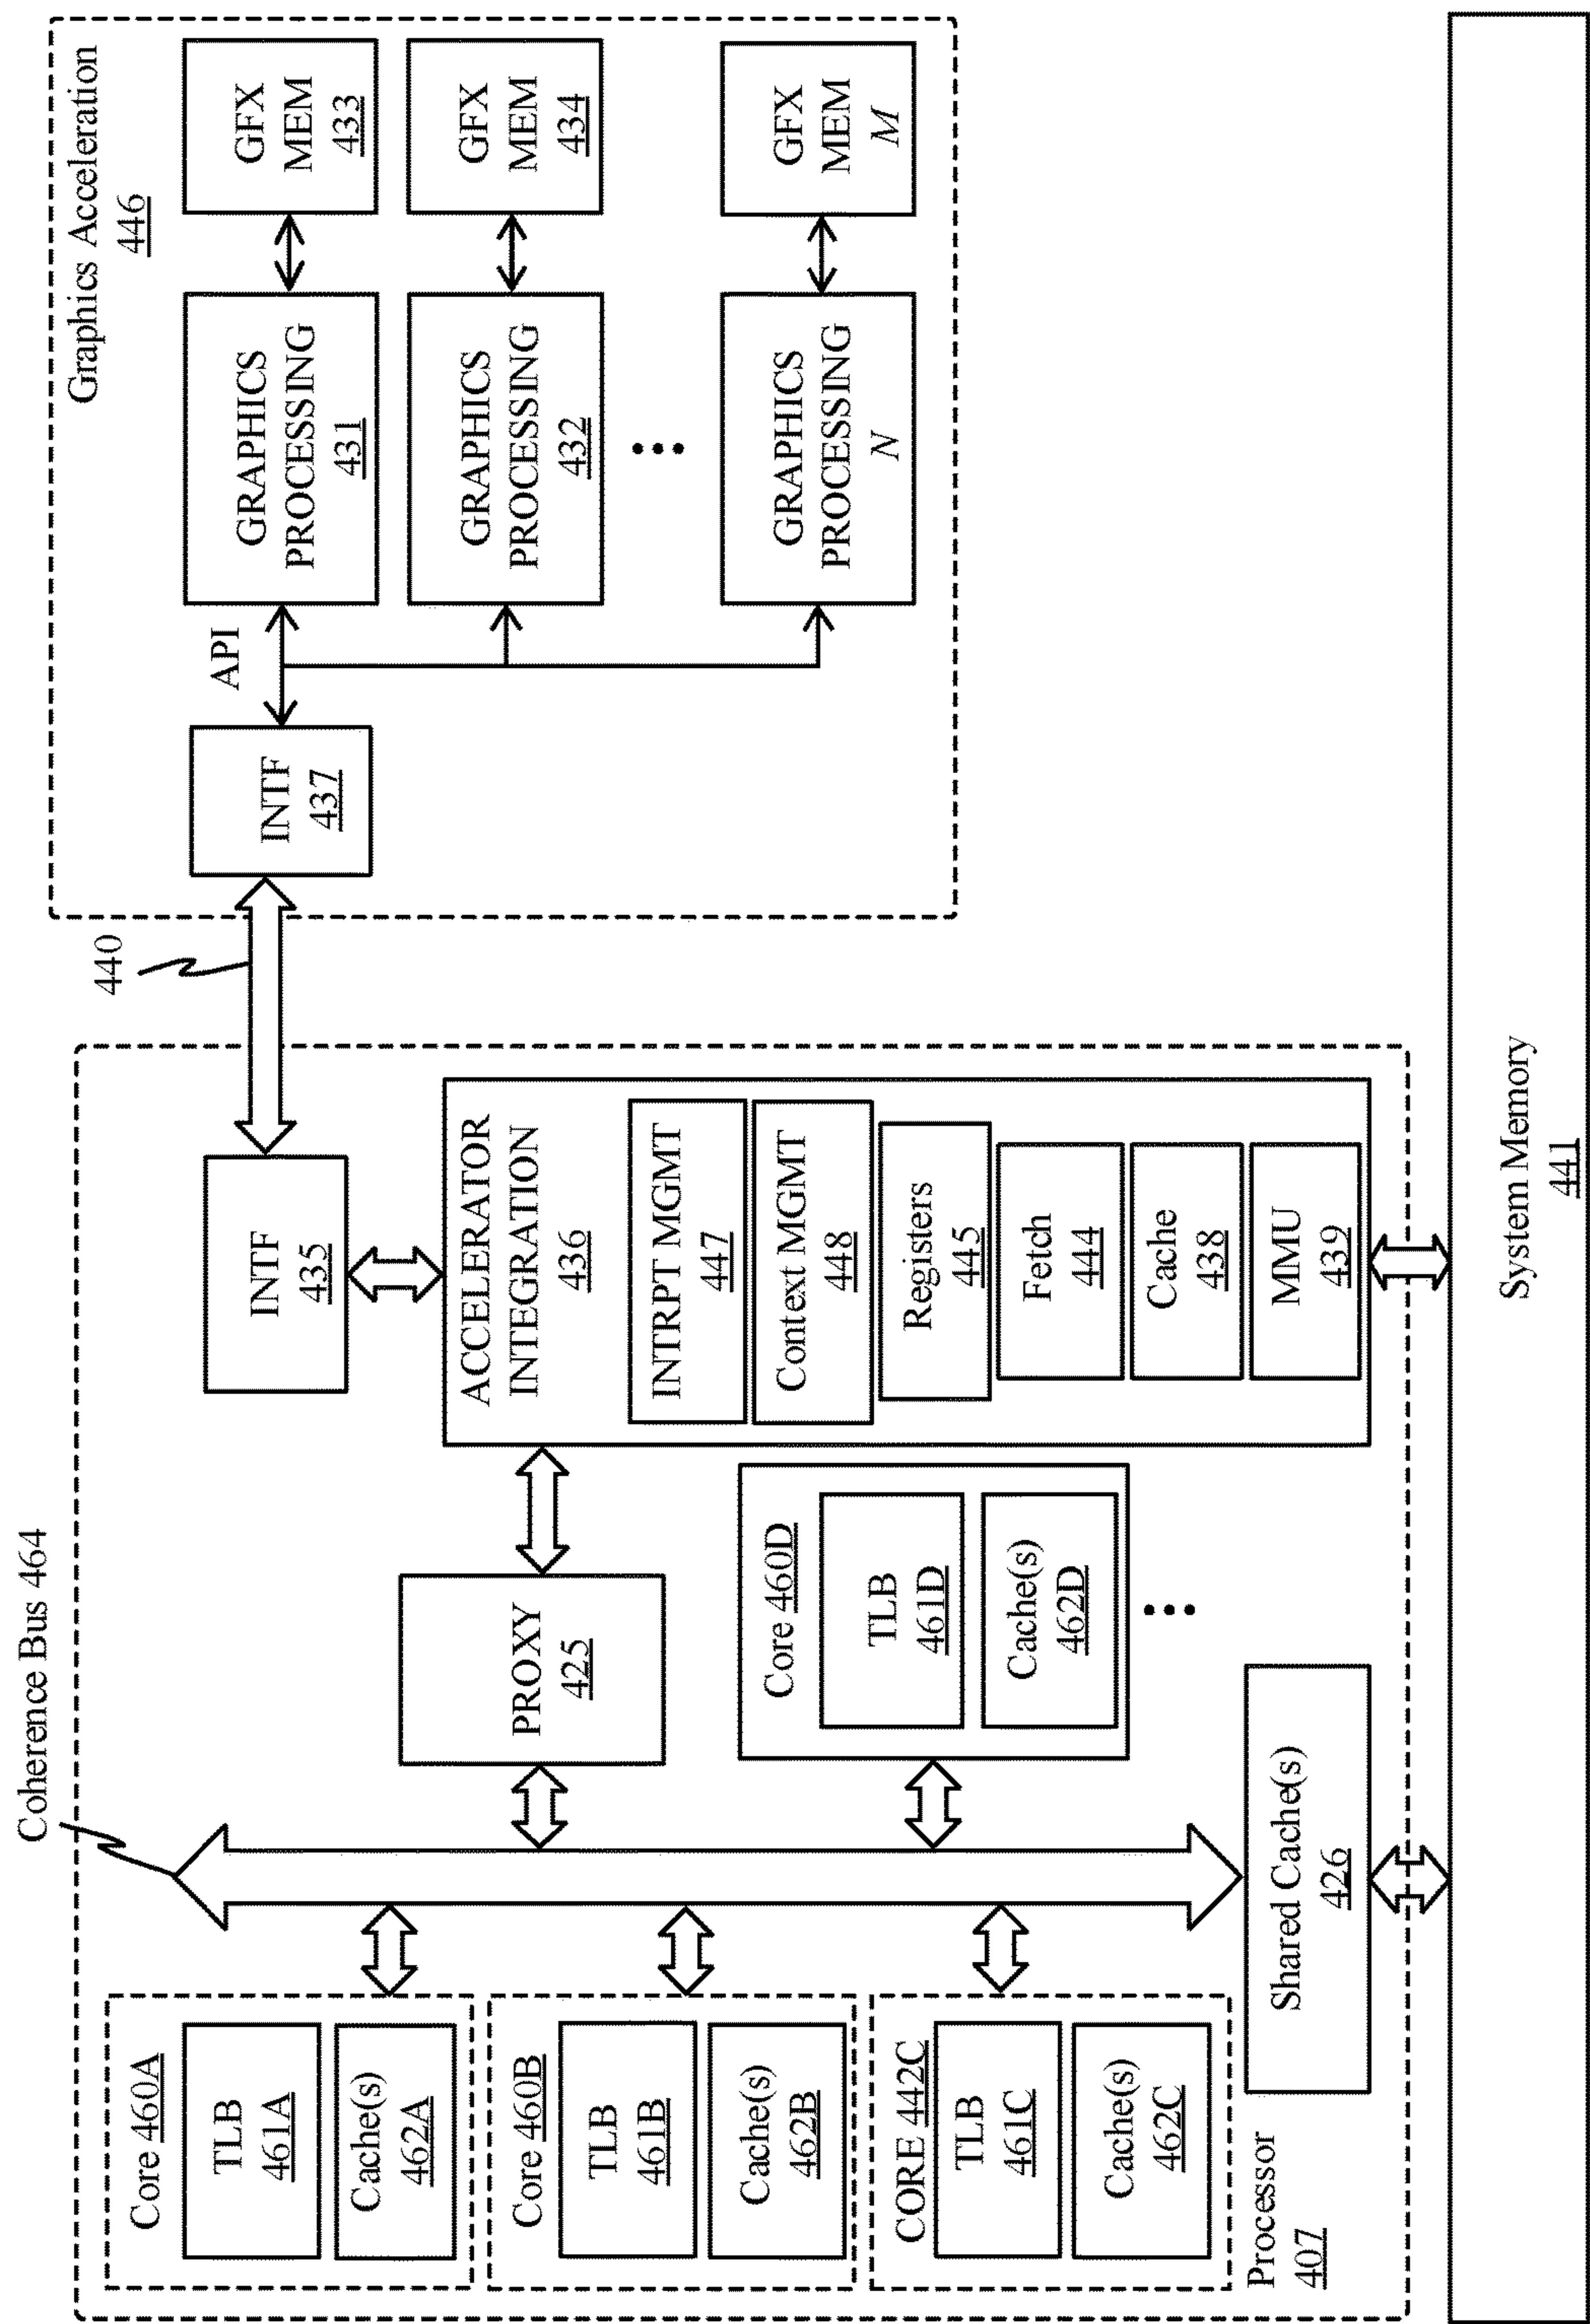 Coherence Bus 464
440
Core 460A
TLB
461A
Cache(s)
462A
Core 460B
TLB
461B
Cache(s)
462B
CORE 442C
TLB
461C
Cache(s)
462C
Processor
407
PROXY
425
Core 460D
TLB
461D
Cache(s)
462D
Shared Cache(s)
426
INTF
435
ACCELERATOR
INTEGRATION
436
INTRPT MGMT
447
Context MGMT
448
Registers
445
Fetch
444
Cache
438
MMU
439
Graphics Acceleration
446
INTF
437
API
GRAPHICS
PROCESSING
431
GFX
MEM
433
GRAPHICS
PROCESSING
432
GFX
MEM
434
GRAPHICS
PROCESSING
N
GFX
MEM
M
System Memory
441